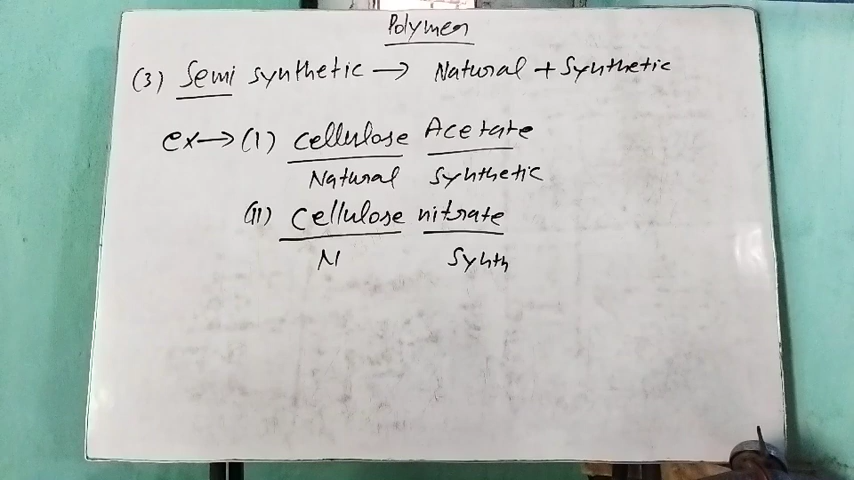 Polymer
(3) Semi synthetic → Natural + Synthetic
ex → (I) cellulose Acetate
Natural Synthetic
(II) cellulose nitrate
N Synth